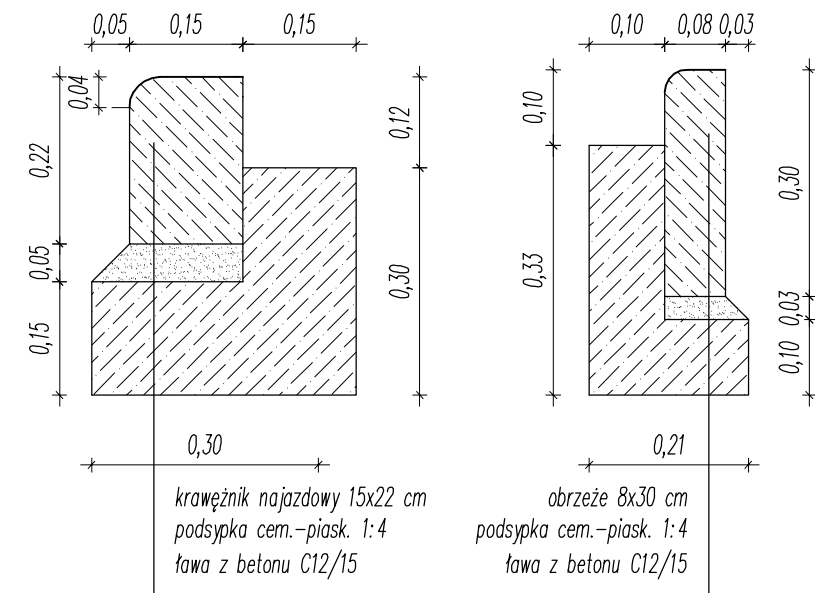 0,05 0,15 0,15
0,04
0,22
0,05
0,15
0,12
0,30
0,30
krawężnik najazdowy 15x22 cm
podsypka cem.-piask. 1:4
ława z betonu C12/15
0,10 0,08 0,03
0,10
0,33
0,30
0,03
0,10
0,21
obrzeże 8x30 cm
podsypka cem.-piask. 1:4
ława z betonu C12/15